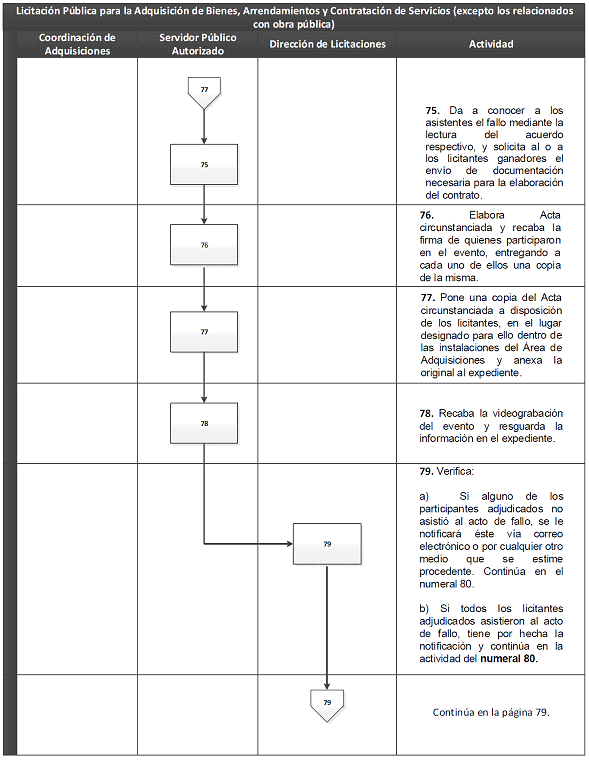 Licitación Pública para la Adquisición de Bienes, Arrendamientos y Contratación de Servicios (excepto los relacionados
con obra pública)
Coordinación de
Adquisiciones
Servidor Público
Autorizado
Dirección de Licitaciones
Actividad
77
75
75. Da a conocer a los
asistentes el fallo mediante la
lectura del acuerdo
respectivo, y solicita al o a
los licitantes ganadores el
envío de documentación
necesaria para la elaboración
del contrato.
76
76. Elabora Acta
circunstanciada y recaba la
firma de quienes participaron
en el evento, entregando a
cada uno de ellos una copia
de la misma.
77
77. Pone una copia del Acta
circunstanciada a disposición
de los licitantes, en el lugar
designado para ello dentro de
las instalaciones del Área de
Adquisiciones y anexa la
original al expediente.
78
78. Recaba la videograbación
del evento y resguarda la
información en el expediente.
79
79. Verifica:
a) Si alguno de los
participantes adjudicados no
asistió al acto de fallo, se le
notificará éste vía correo
electrónico o por cualquier otro
medio que se estime
procedente. Continúa en el
numeral 80.
b) Si todos los licitantes
adjudicados asistieron al acto
de fallo, tiene por hecha la
notificación y continúa en la
actividad del numeral 80.
79
Continúa en la página 79.